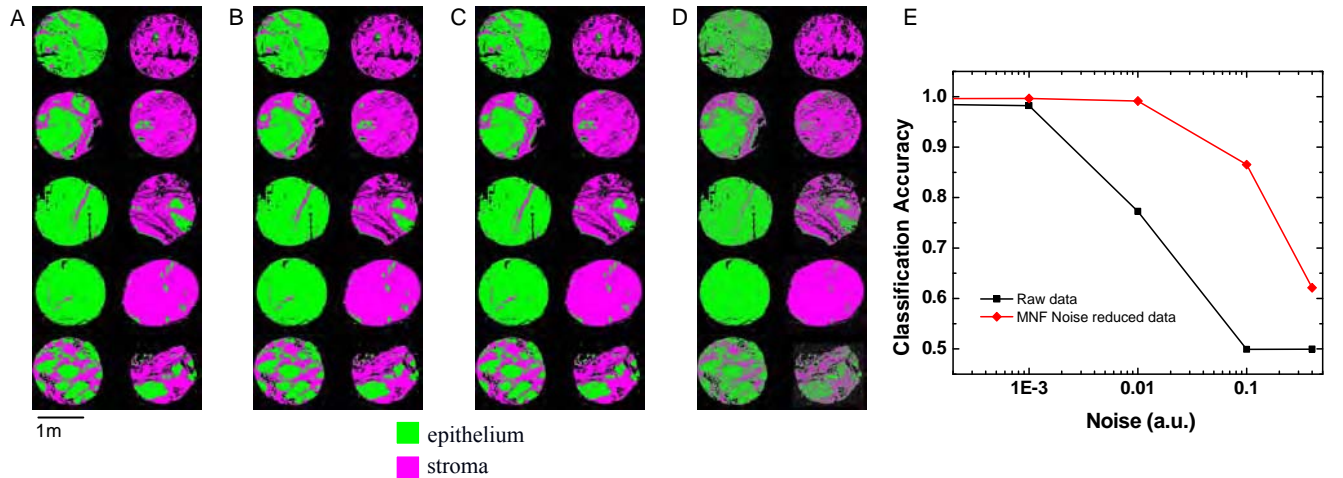 A B C D E
1m
epithelium
stroma
Classification Accuracy
1.0
0.9
0.8
0.7
0.6
0.5
Raw data
MNF Noise reduced data
1E-3 0.01 0.1
Noise (a.u.)